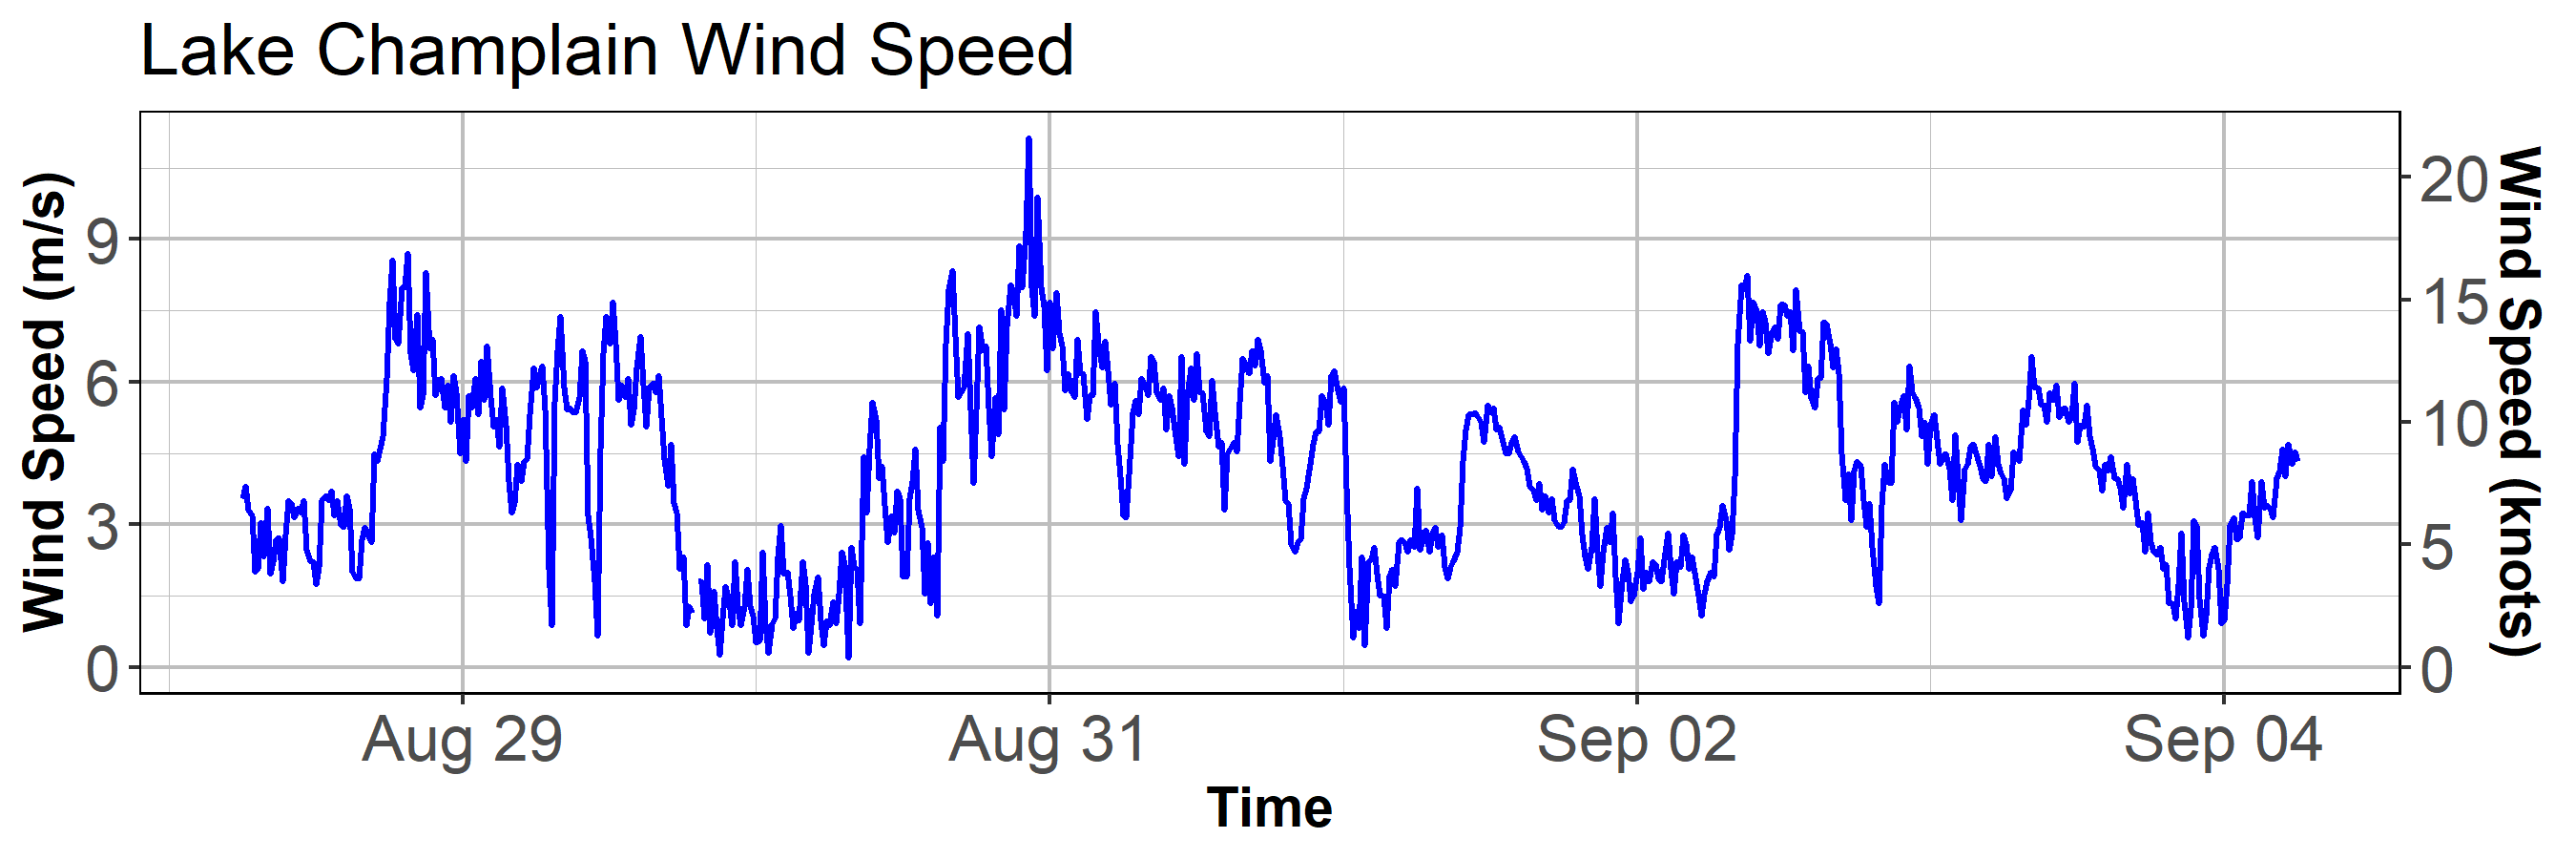 Lake Champlain Wind Speed
Wind Speed (m/s)
9
6
3
0
20
15
10
5
0
Wind Speed (knots)
Aug 29
Aug 31
Sep 02
Sep 04
Time